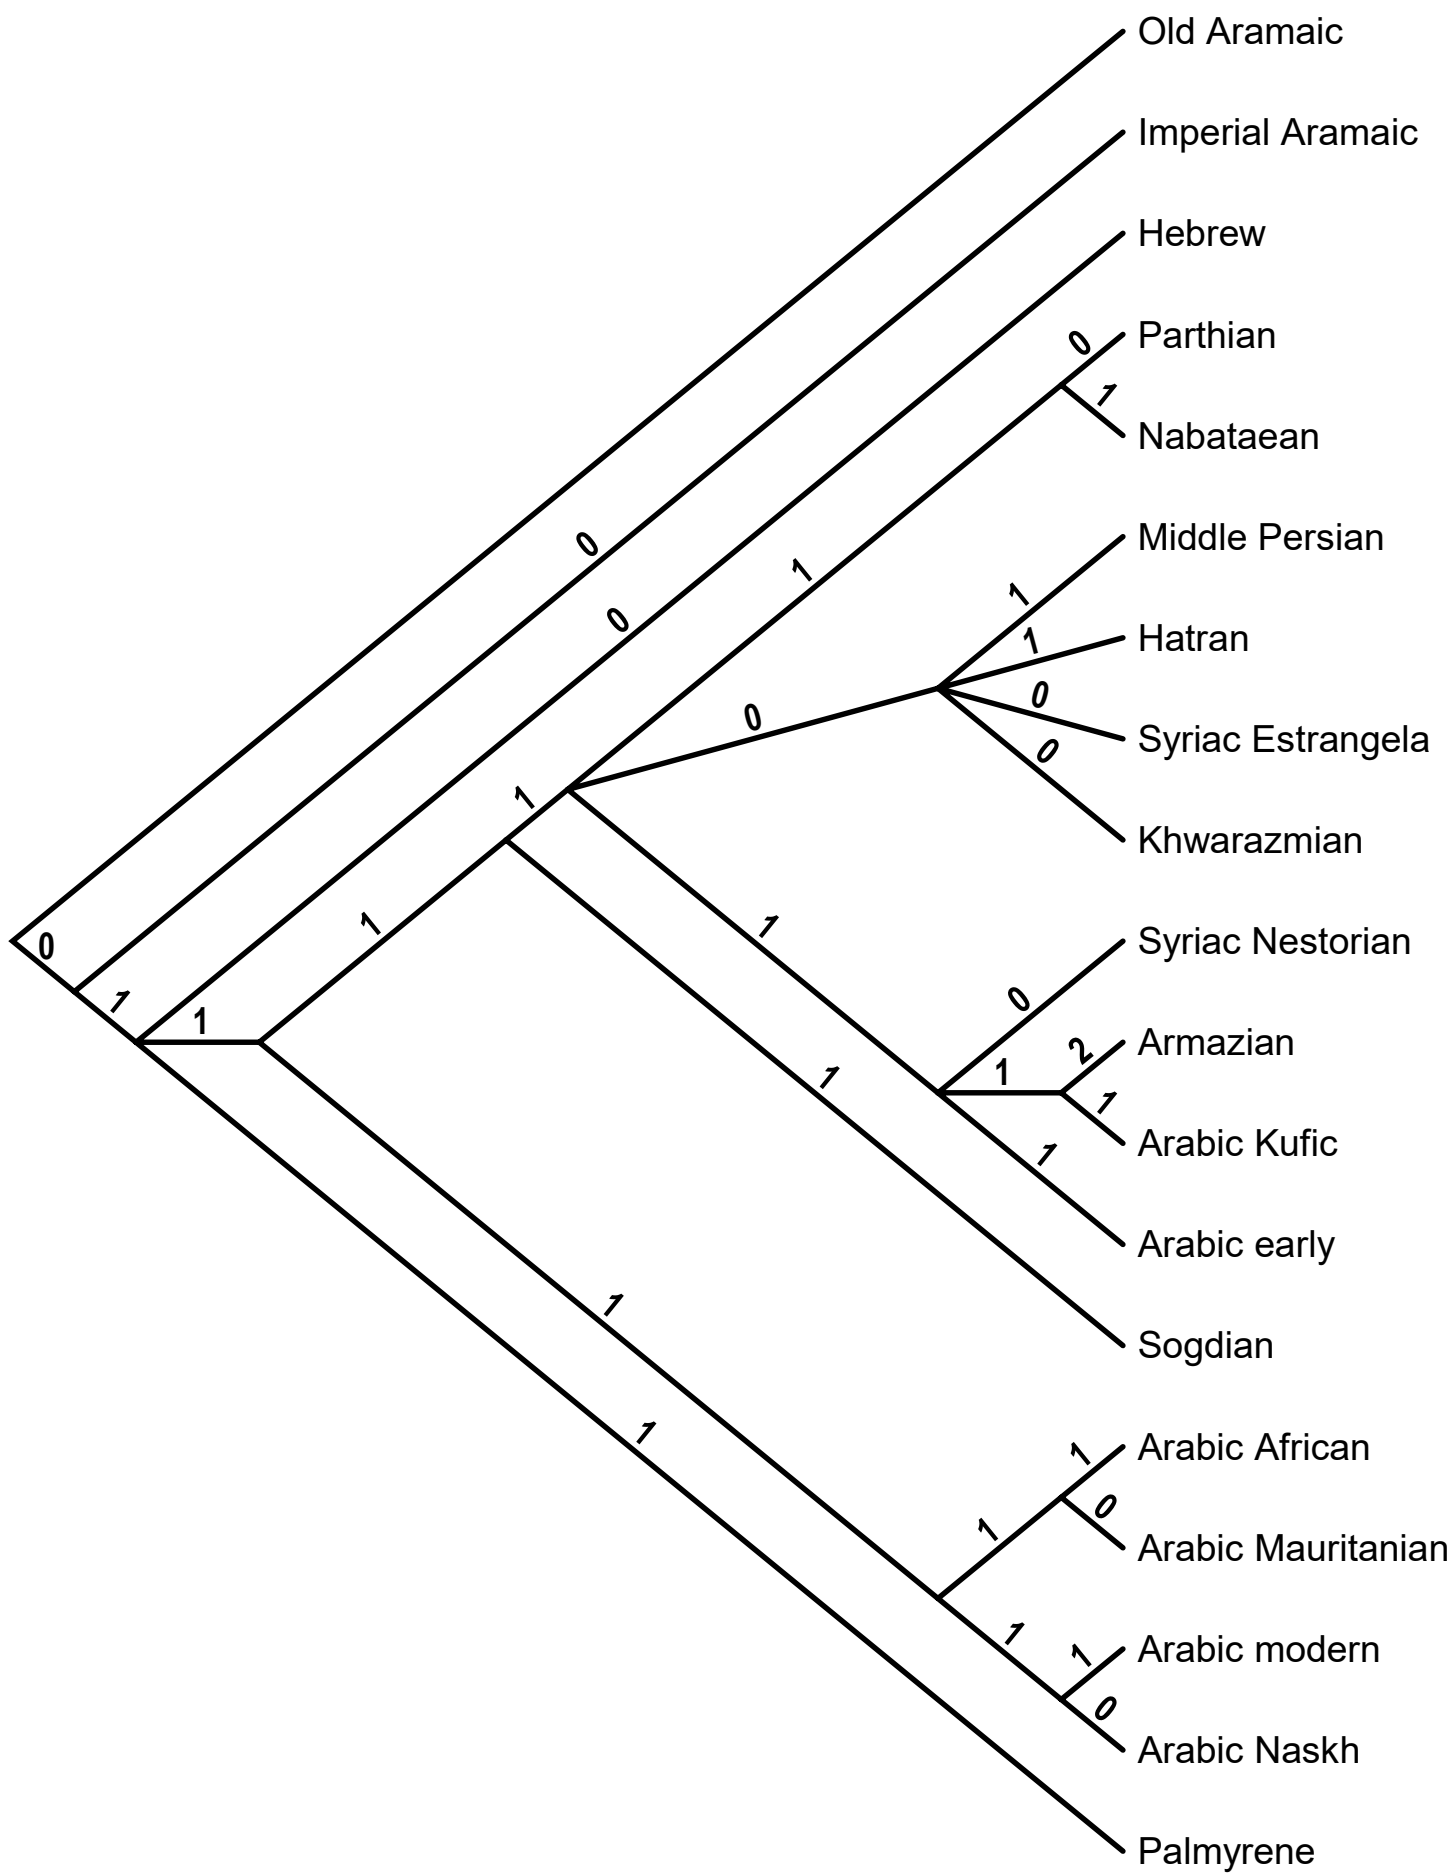 Old Aramaic
Imperial Aramaic
Hebrew
0
Parthian
1
Nabataean
0
Middle Persian
1
1
0
1
Hatran
0
0
Syriac Estrangela
0
1
Khwarazmian
1
1
0
Syriac Nestorian
0
1
1
2
Armazian
1
1
1
Arabic Kufic
1
Arabic early
1
Sogdian
1
1
Arabic African
0
1
Arabic Mauritanian
1
1
Arabic modern
0
Arabic Naskh
Palmyrene